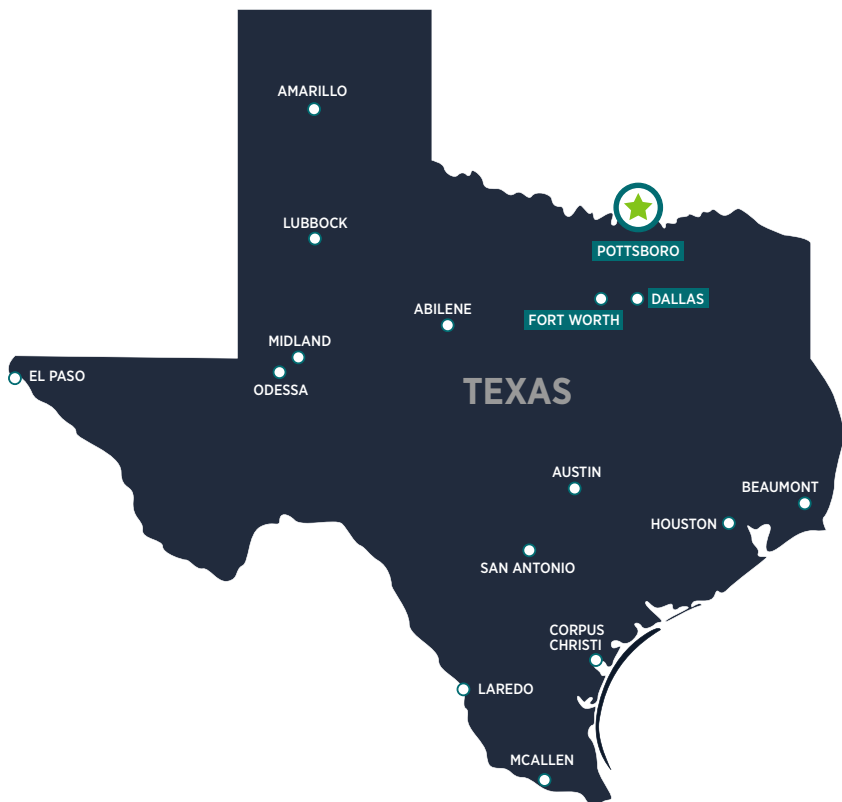 AMARILLO
LUBBOCK
POTTSBORO
DALLAS
ABILENE
FORT WORTH
MIDLAND
EL PASO
ODESSA
TEXAS
AUSTIN
BEAUMONT
HOUSTON
SAN ANTONIO
CORPUS
CHRISTI
LAREDO
MCALLEN